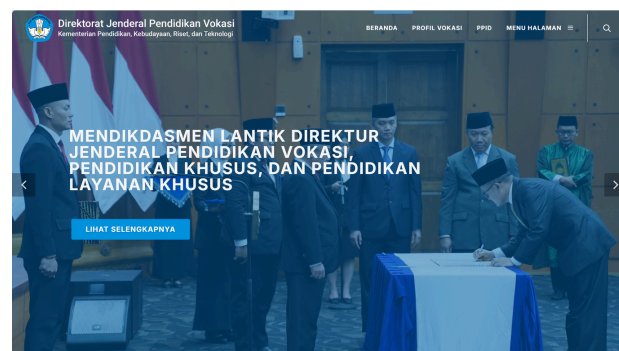 Direktorat Jenderal Pendidikan Vokasi
Kementerian Pendidikan, Kebudayaan, Riset, dan Teknologi
BERANDA PROFIL VOKASI PPID MENU HALAMAN
MENDIKDASMEN LANTIK DIREKTUR
JENDERAL PENDIDIKAN VOKASI,
PENDIDIKAN KHUSUS, DAN PENDIDIKAN
LAYANAN KHUSUS
LIHAT SELENGKAPNYA